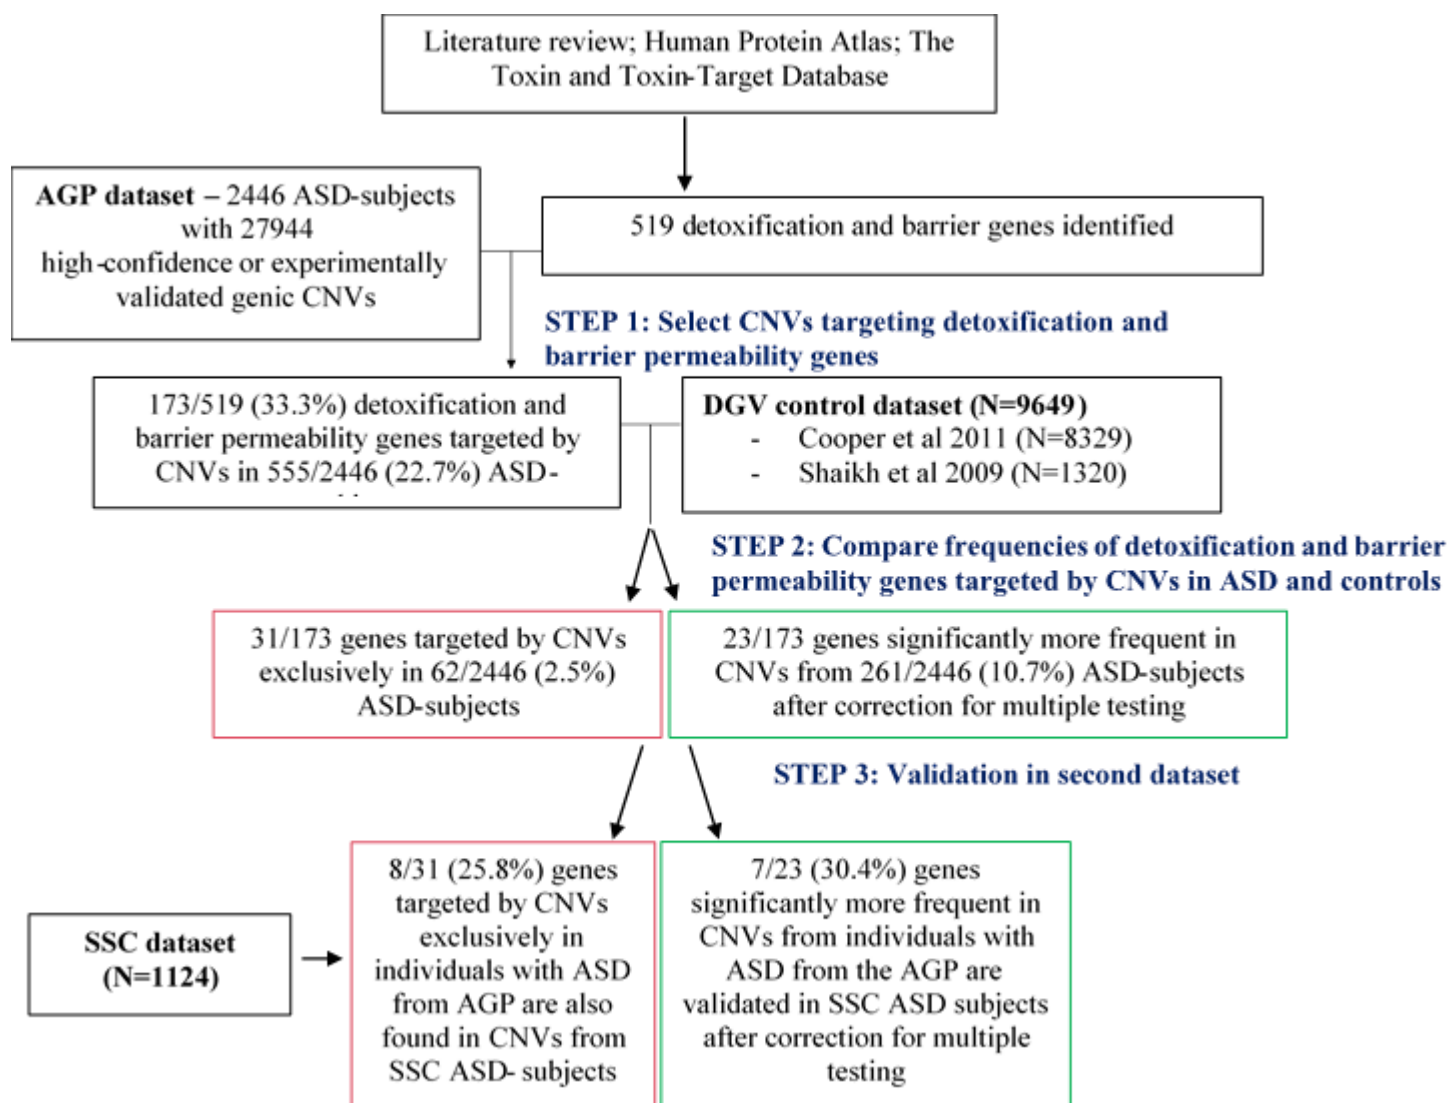 Literature review; Human Protein Atlas; The
Toxin and Toxin-Target Database
AGP dataset – 2446 ASD-subjects
with 27944
high-confidence or experimentally
validated genic CNVs
519 detoxification and barrier genes identified
STEP 1: Select CNVs targeting detoxification and
barrier permeability genes
173/519 (33.3%) detoxification and
barrier permeability genes targeted by
CNVs in 555/2446 (22.7%) ASD-
DGV control dataset (N=9649)
- Cooper et al 2011 (N=8329)
- Shaikh et al 2009 (N=1320)
STEP 2: Compare frequencies of detoxification and barrier
permeability genes targeted by CNVs in ASD and controls
31/173 genes targeted by CNVs
exclusively in 62/2446 (2.5%)
ASD-subjects
23/173 genes significantly more frequent in
CNVs from 261/2446 (10.7%) ASD-subjects
after correction for multiple testing
STEP 3: Validation in second dataset
SSC dataset
(N=1124)
8/31 (25.8%) genes
targeted by CNVs
exclusively in
individuals with ASD
from AGP are also
found in CNVs from
SSC ASD- subjects
7/23 (30.4%) genes
significantly more frequent in
CNVs from individuals with
ASD from the AGP are
validated in SSC ASD subjects
after correction for multiple
testing